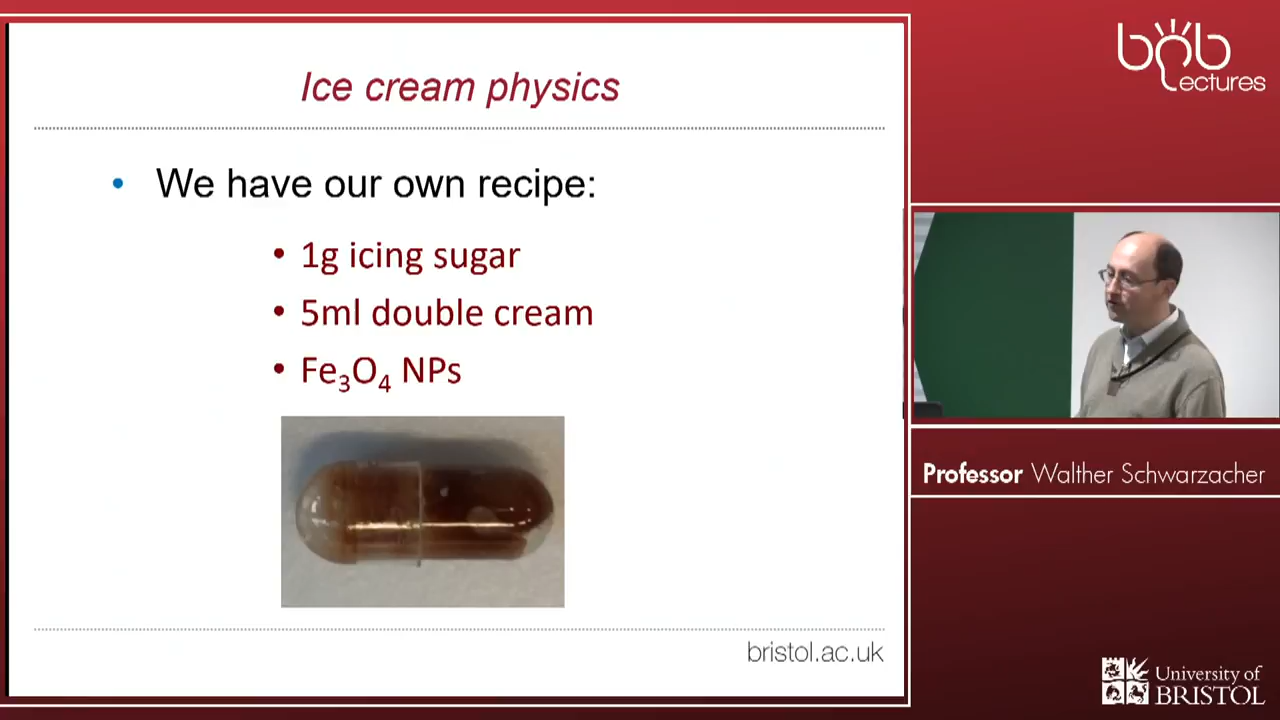 Ice cream physics
• We have our own recipe:
• 1g icing sugar
• 5ml double cream
• Fe₃O₄ NPs
bristol.ac.uk
bob
Lectures
Professor Walther Schwarzacher
University of
BRISTOL